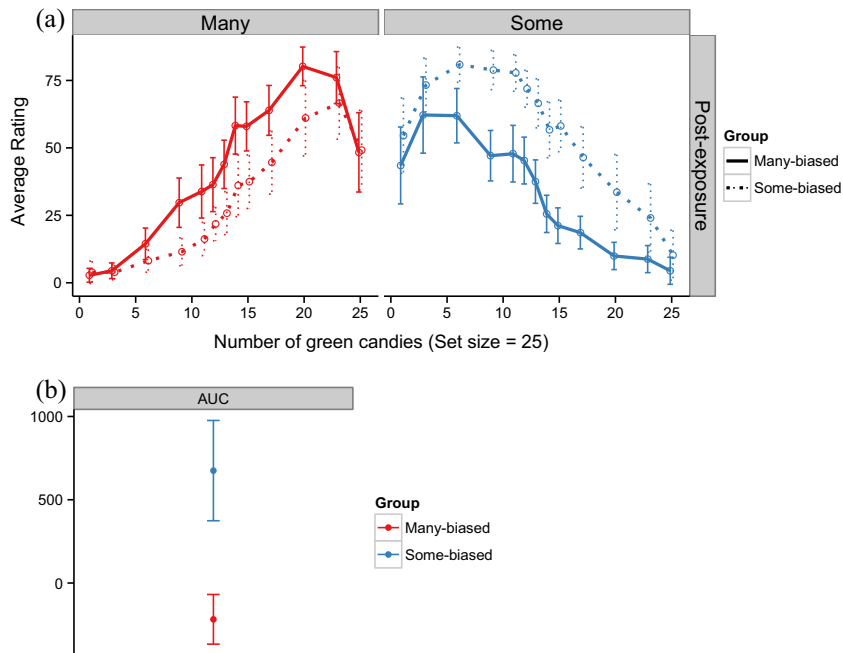 (a)
Many Some
Average Rating
75
50
25
0
Post-exposure
Group
Many-biased
Some-biased
0 5 10 15 20 25 0 5 10 15 20 25
Number of green candies (Set size = 25)
(b)
AUC
1000
500
0
Group
Many-biased
Some-biased